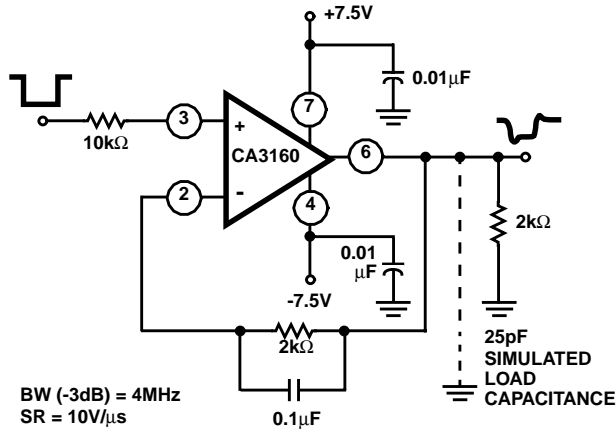 +7.5V
0.01µF
7
3
10kΩ
+
CA3160
6
2
-
4
2kΩ
0.01
µF
-7.5V
2kΩ
25pF
SIMULATED
LOAD
CAPACITANCE
0.1µF
BW (-3dB) = 4MHz
SR = 10V/µs